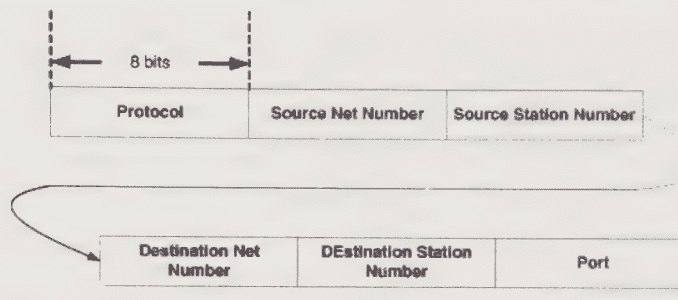 8 bits
Protocol
Source Net Number
Source Station Number
Destination Net
Number
DEstination Station
Number
Port